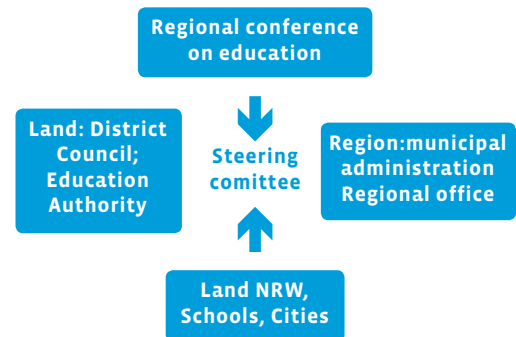 Regional conference
on education
Land: District
Council;
Education
Authority
Steering
comittee
Region:municipal
administration
Regional office
Land NRW,
Schools, Cities